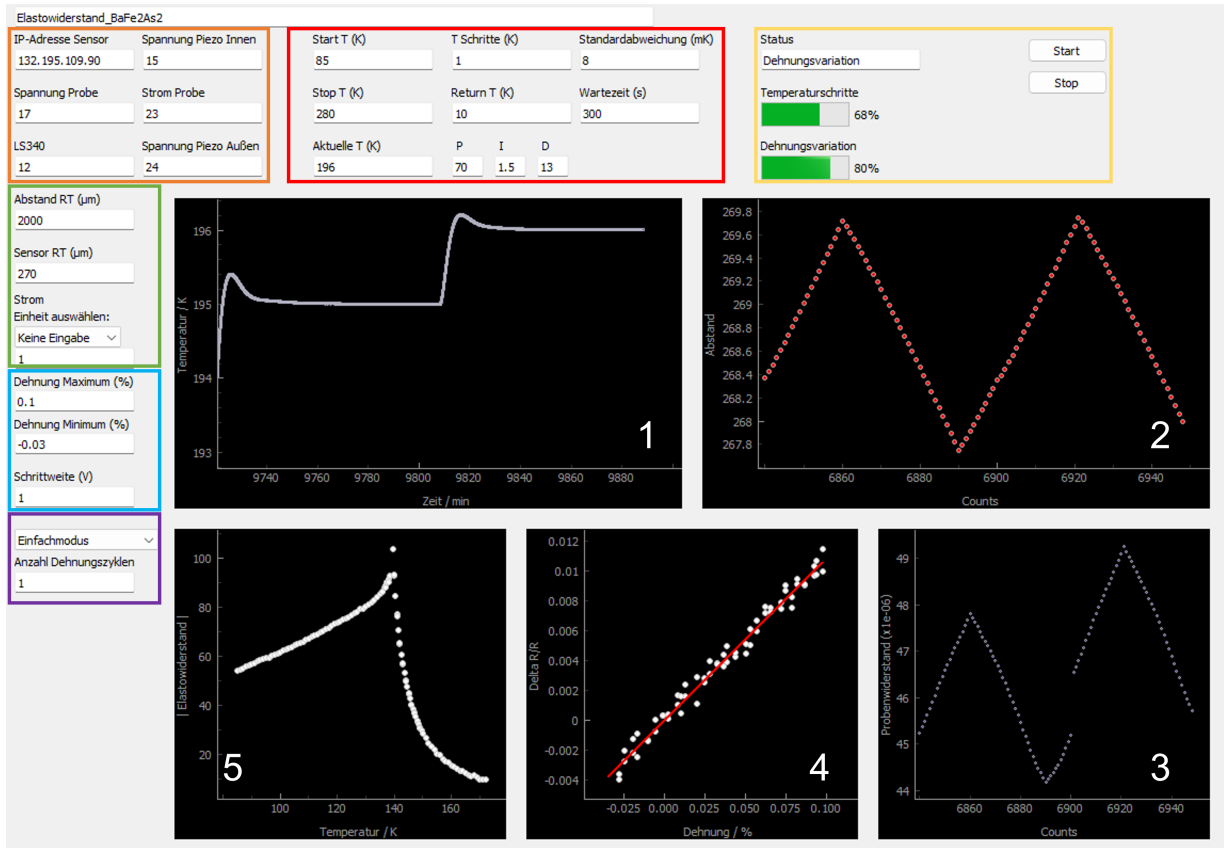 Elastowiderstand_BaFe2As2
IP-Adresse Sensor
Spannung Piezo Innen
132.195.109.90
15
Spannung Probe
Strom Probe
17
23
LS340
Spannung Piezo Außen
12
24
Start T (K)
T Schritte (K)
Standardabweichung (mK)
85
1
8
Stop T (K)
Return T (K)
Wartezeit (s)
280
10
300
Aktuelle T (K)
P
I
D
196
70
1.5
13
Status
Dehnungsvariation
Start
Stop
Temperaturschritte
68%
Dehnungsvariation
80%
Abstand RT (µm)
2000
Sensor RT (µm)
270
Strom
Einheit auswählen:
Keine Eingabe
1
Dehnung Maximum (%)
0.1
Dehnung Minimum (%)
-0.03
Schrittweite (V)
1
Einfachmodus
Anzahl Dehnungszyklen
1
Temperatur / K
196
195
194
193
9740
9760
9780
9800
9820
9840
9860
9880
Zeit / min
1
Abstand
269.8
269.6
269.4
269.2
269
268.8
268.6
268.4
268.2
268
267.8
6860
6880
6900
6920
6940
Counts
2
| Elastowiderstand |
100
80
60
40
20
100
120
140
160
Temperatur / K
5
Delta R/R
0.012
0.01
0.008
0.006
0.004
0.002
0
-0.002
-0.004
-0.025
0.000
0.025
0.050
0.075
0.100
Dehnung / %
4
Probenwiderstand (x1e-06)
49
48
47
46
45
44
6860
6880
6900
6920
6940
Counts
3